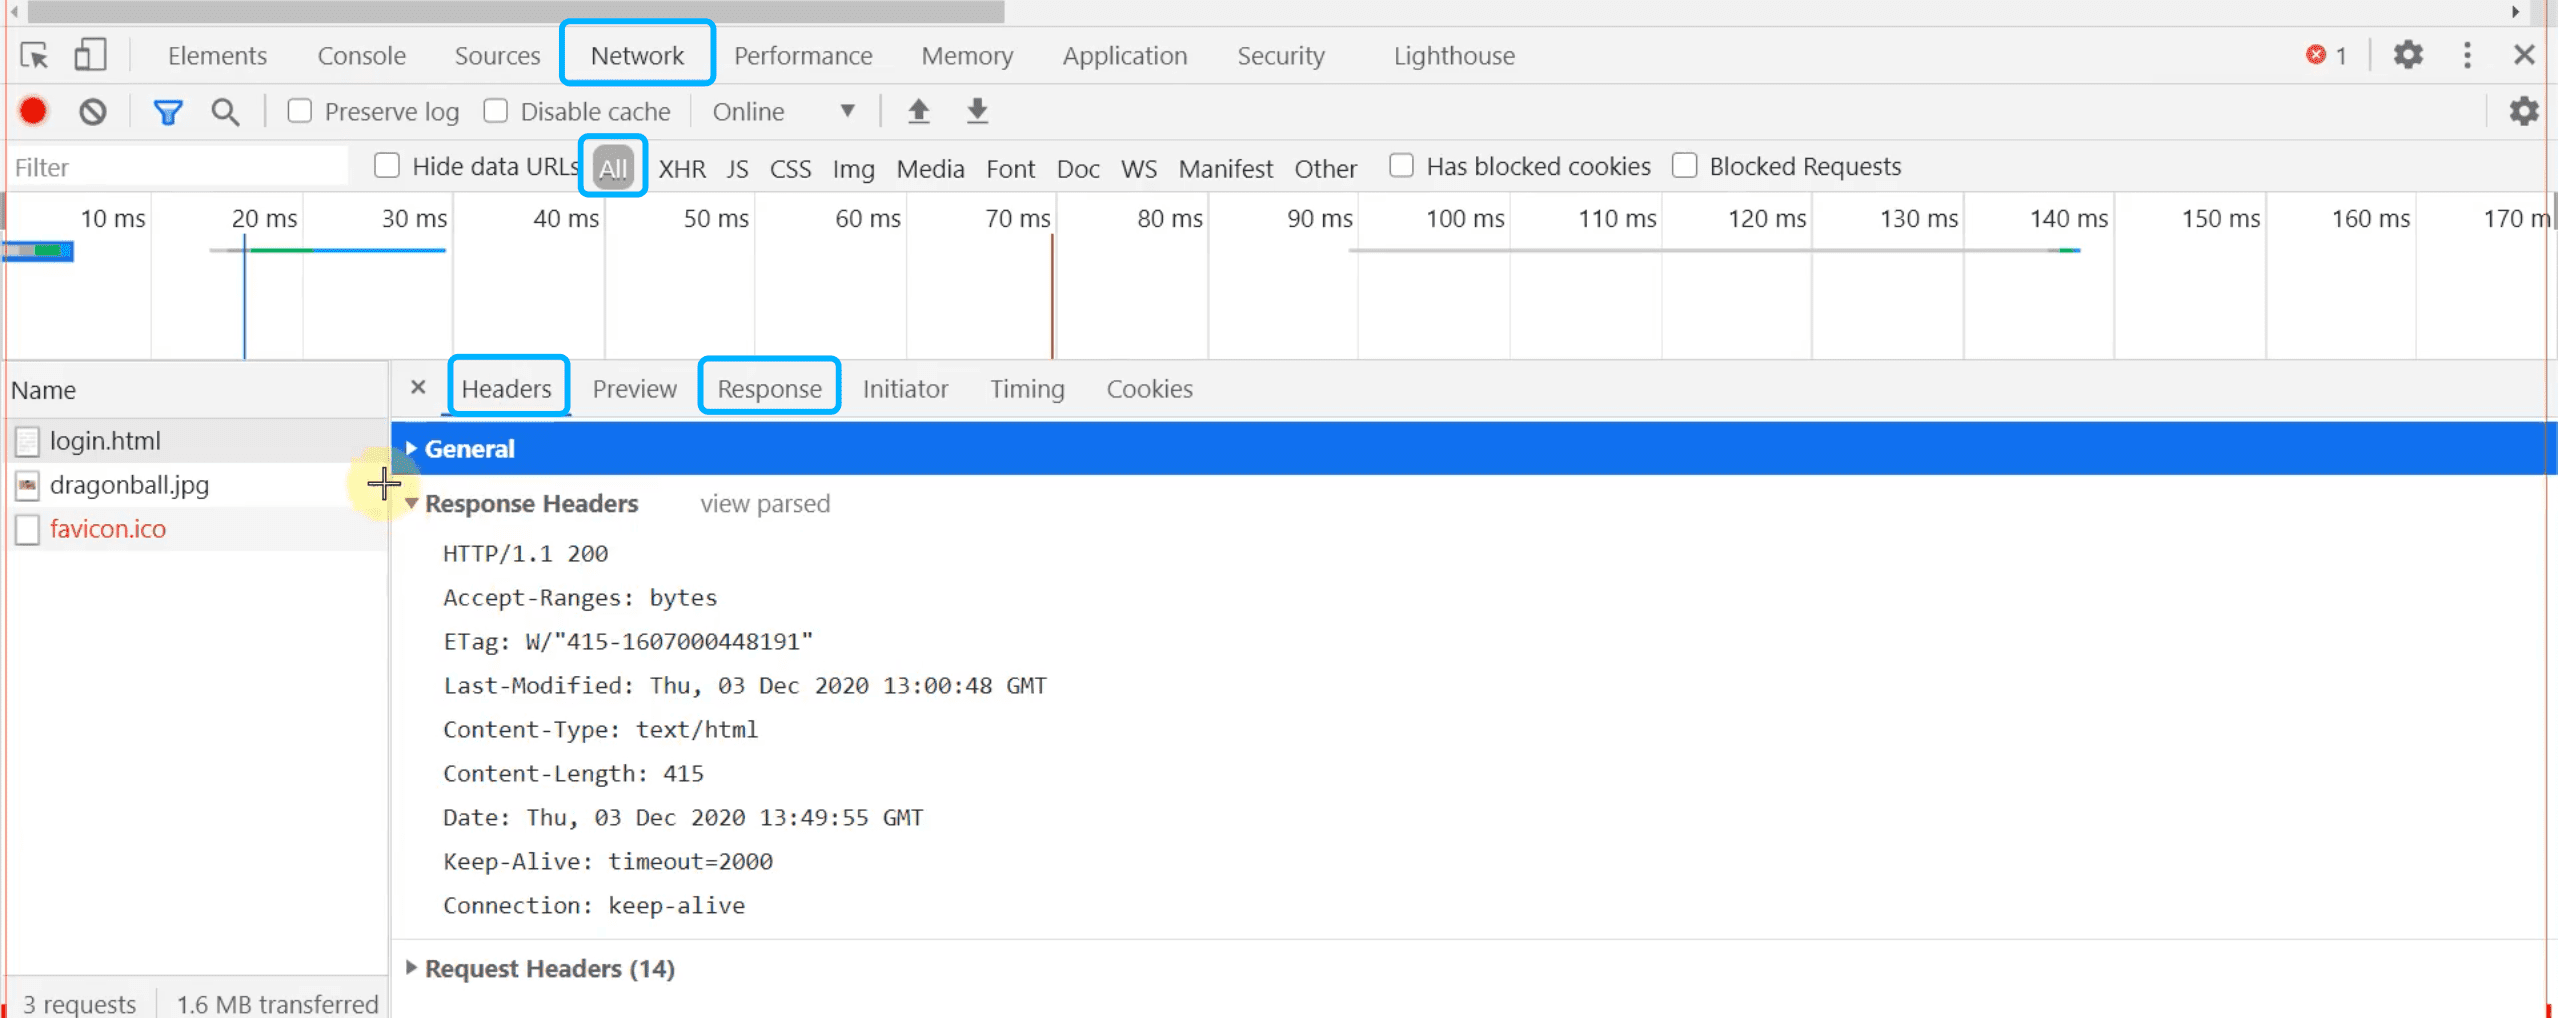 Elements Console Sources Network Performance Memory Application Security Lighthouse 1
Preserve log Disable cache Online
Filter Hide data URLs All XHR JS CSS Img Media Font Doc WS Manifest Other Has blocked cookies Blocked Requests
10 ms 20 ms 30 ms 40 ms 50 ms 60 ms 70 ms 80 ms 90 ms 100 ms 110 ms 120 ms 130 ms 140 ms 150 ms 160 ms 170 m
Name
login.html
dragonball.jpg
favicon.ico
3 requests 1.6 MB transferred
Headers Preview Response Initiator Timing Cookies
General
Response Headers view parsed
HTTP/1.1 200
Accept-Ranges: bytes
ETag: W/"415-1607000448191"
Last-Modified: Thu, 03 Dec 2020 13:00:48 GMT
Content-Type: text/html
Content-Length: 415
Date: Thu, 03 Dec 2020 13:49:55 GMT
Keep-Alive: timeout=2000
Connection: keep-alive
Request Headers (14)